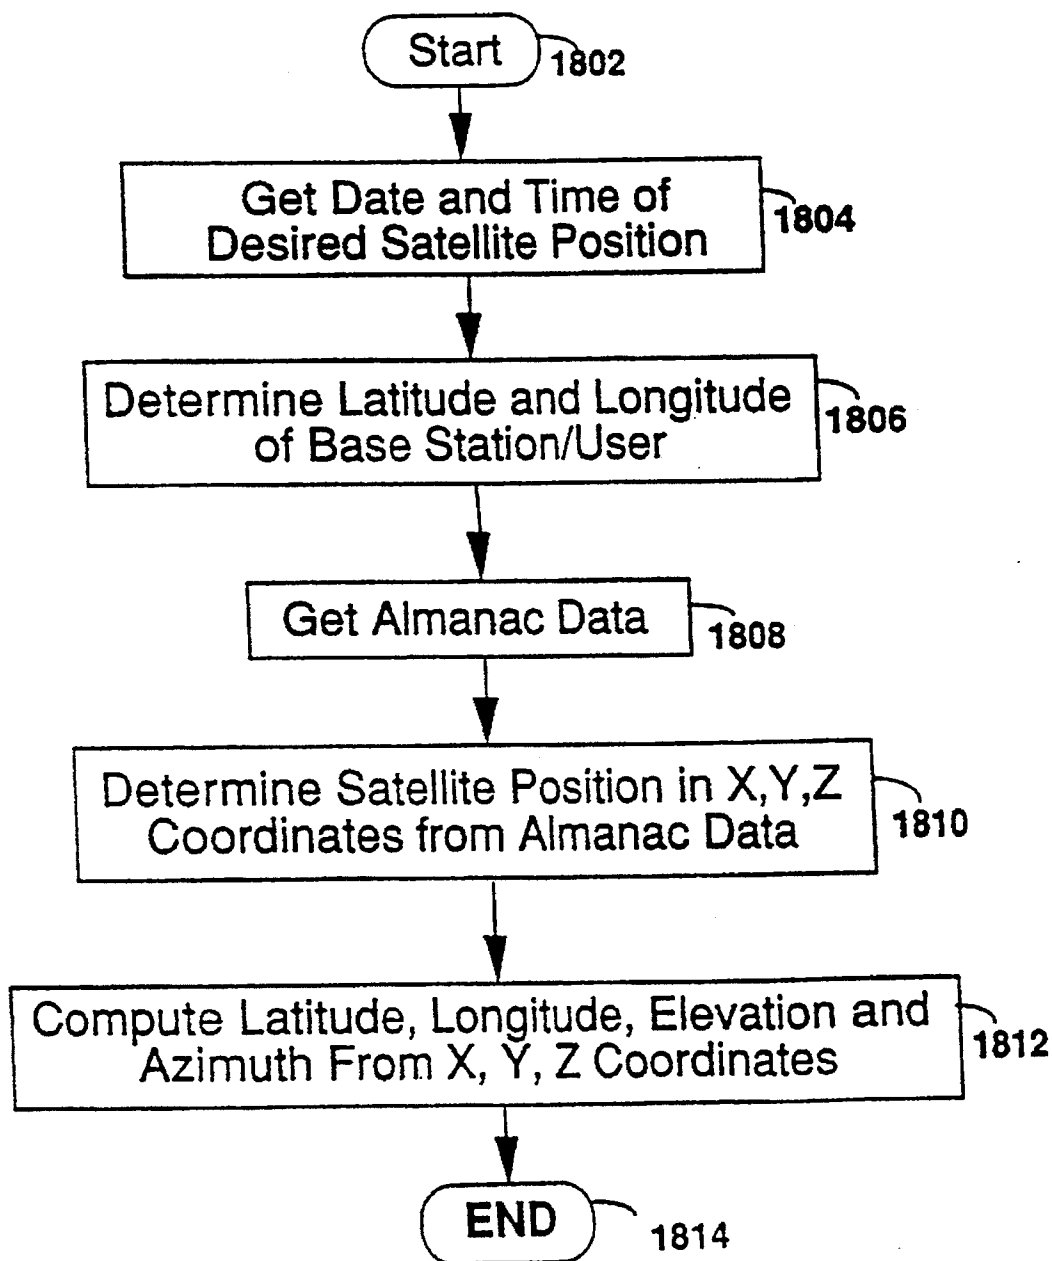 Start
1802
Get Date and Time of
Desired Satellite Position
1804
Determine Latitude and Longitude
of Base Station/User
1806
Get Almanac Data
1808
Determine Satellite Position in X,Y,Z
Coordinates from Almanac Data
1810
Compute Latitude, Longitude, Elevation and
Azimuth From X, Y, Z Coordinates
1812
END
1814